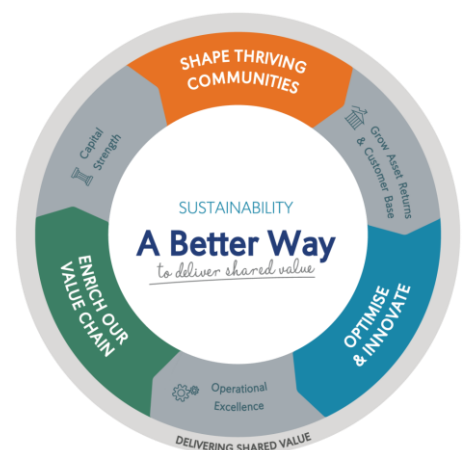 SHAPE THRIVING
COMMUNITIES
Grow Asset Returns
& Customer Base
OPTIMISE
& INNOVATE
Operational
Excellence
ENRICH OUR
VALUE CHAIN
Capital
Strength
SUSTAINABILITY
A Better Way
to deliver shared value
DELIVERING SHARED VALUE